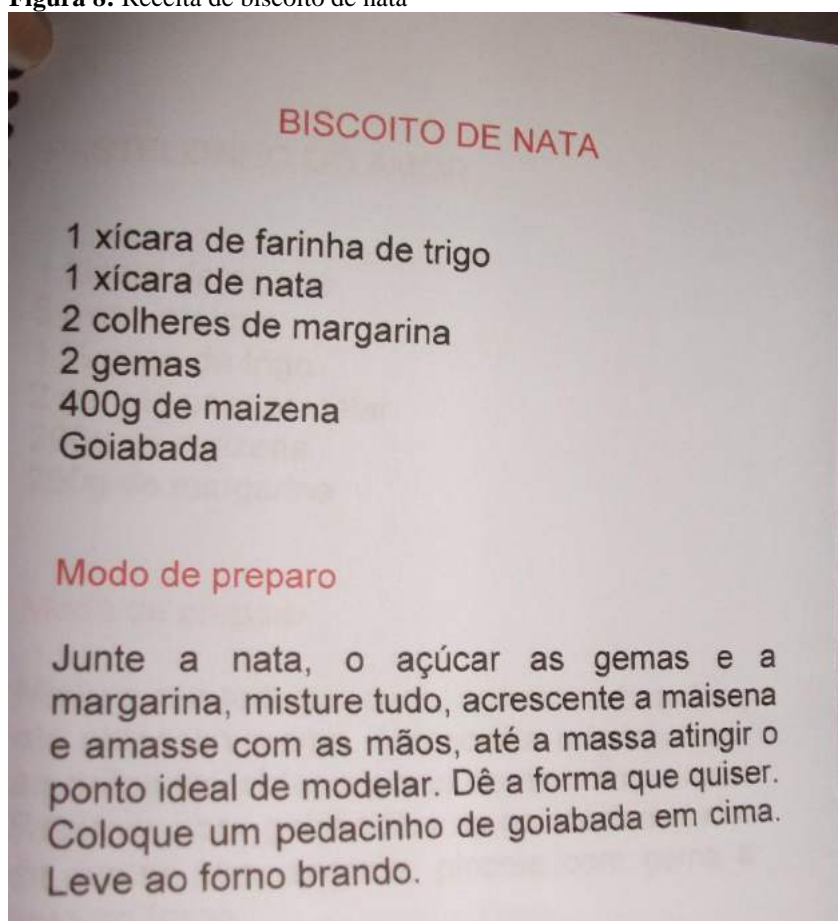 Figura 8: Receita de biscoito de nata
BISCOITO DE NATA
1 xícara de farinha de trigo
1 xícara de nata
2 colheres de margarina
2 gemas
400g de maizena
Goiabada
Modo de preparo
Junte a nata, o açúcar as gemas e a
margarina, misture tudo, acrescente a maisena
e amasse com as mãos, até a massa atingir o
ponto ideal de modelar. Dê a forma que quiser.
Coloque um pedacinho de goiabada em cima.
Leve ao forno brando.